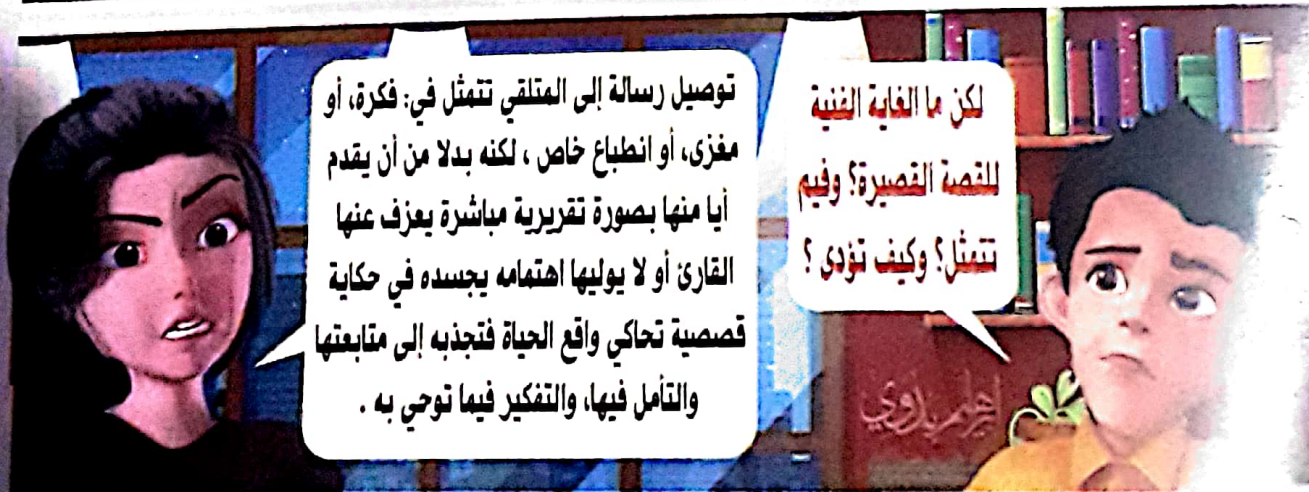 لكن ما الغاية الفنية
للقصة القصيرة؟ وفيم
تتمثل؟ وكيف تؤدى ؟
توصيل رسالة إلى المتلقي تتمثل في: فكرة، أو
مغزى، أو انطباع خاص ، لكنه بدلا من أن يقدم
أيا منها بصورة تقريرية مباشرة يعزف عنها
القارئ أو لا يوليها اهتمامه يجسده في حكاية
قصصية تحاكي واقع الحياة فتجذبه إلى متابعتها
والتأمل فيها، والتفكير فيما توحي به .
إبراهيم بدوي